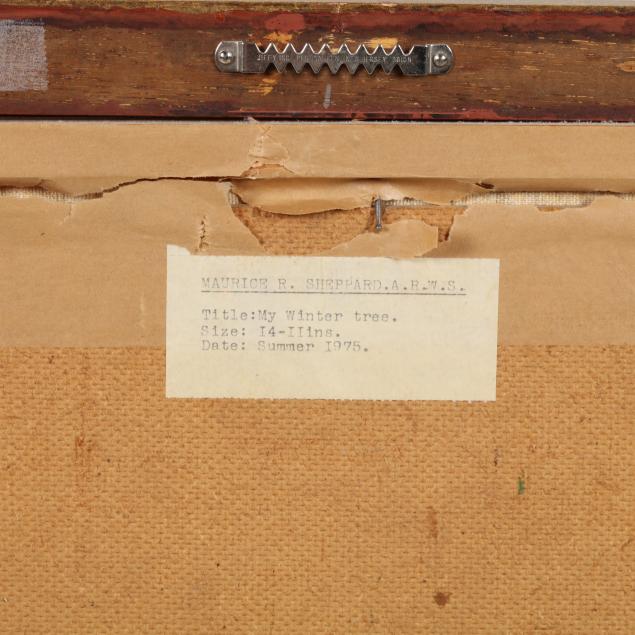 MAURICE R. SHEPPARD.A.R.W.S.
Title:My Winter tree.
Size: I4-IIins.
Date: Summer I975.